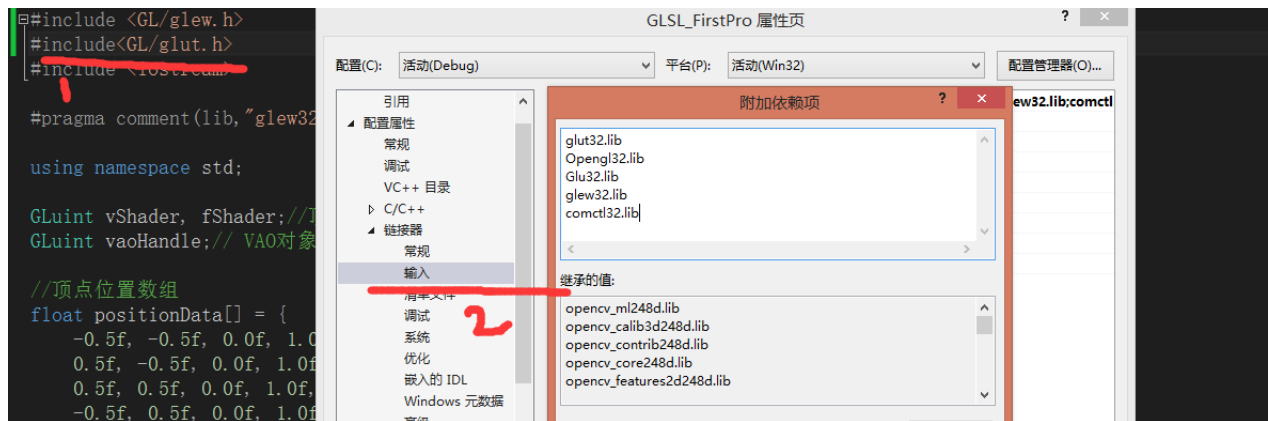 #include <GL/glew.h>
#include<GL/glut.h>
#include <iostream>
1
#pragma comment(lib,"glew32
using namespace std;
GLuint vShader, fShader;//顶
GLuint vaoHandle;// VAO对象
//顶点位置数组
float positionData[] = {
-0.5f, -0.5f, 0.0f, 1.0
0.5f, -0.5f, 0.0f, 1.0f
0.5f, 0.5f, 0.0f, 1.0f,
-0.5f, 0.5f, 0.0f, 1.0f
GLSL_FirstPro 属性页
? ×
配置(C): 活动(Debug) 平台(P): 活动(Win32) 配置管理器(O)...
引用
配置属性
常规
调试
VC++ 目录
C/C++
链接器
常规
输入
清单文件
2
调试
系统
优化
嵌入的 IDL
Windows 元数据
高级
附加依赖项
? ×
glut32.lib
Opengl32.lib
Glu32.lib
glew32.lib
comctl32.lib
继承的值:
opencv_ml248d.lib
opencv_calib3d248d.lib
opencv_contrib248d.lib
opencv_core248d.lib
opencv_features2d248d.lib
ew32.lib;comctl